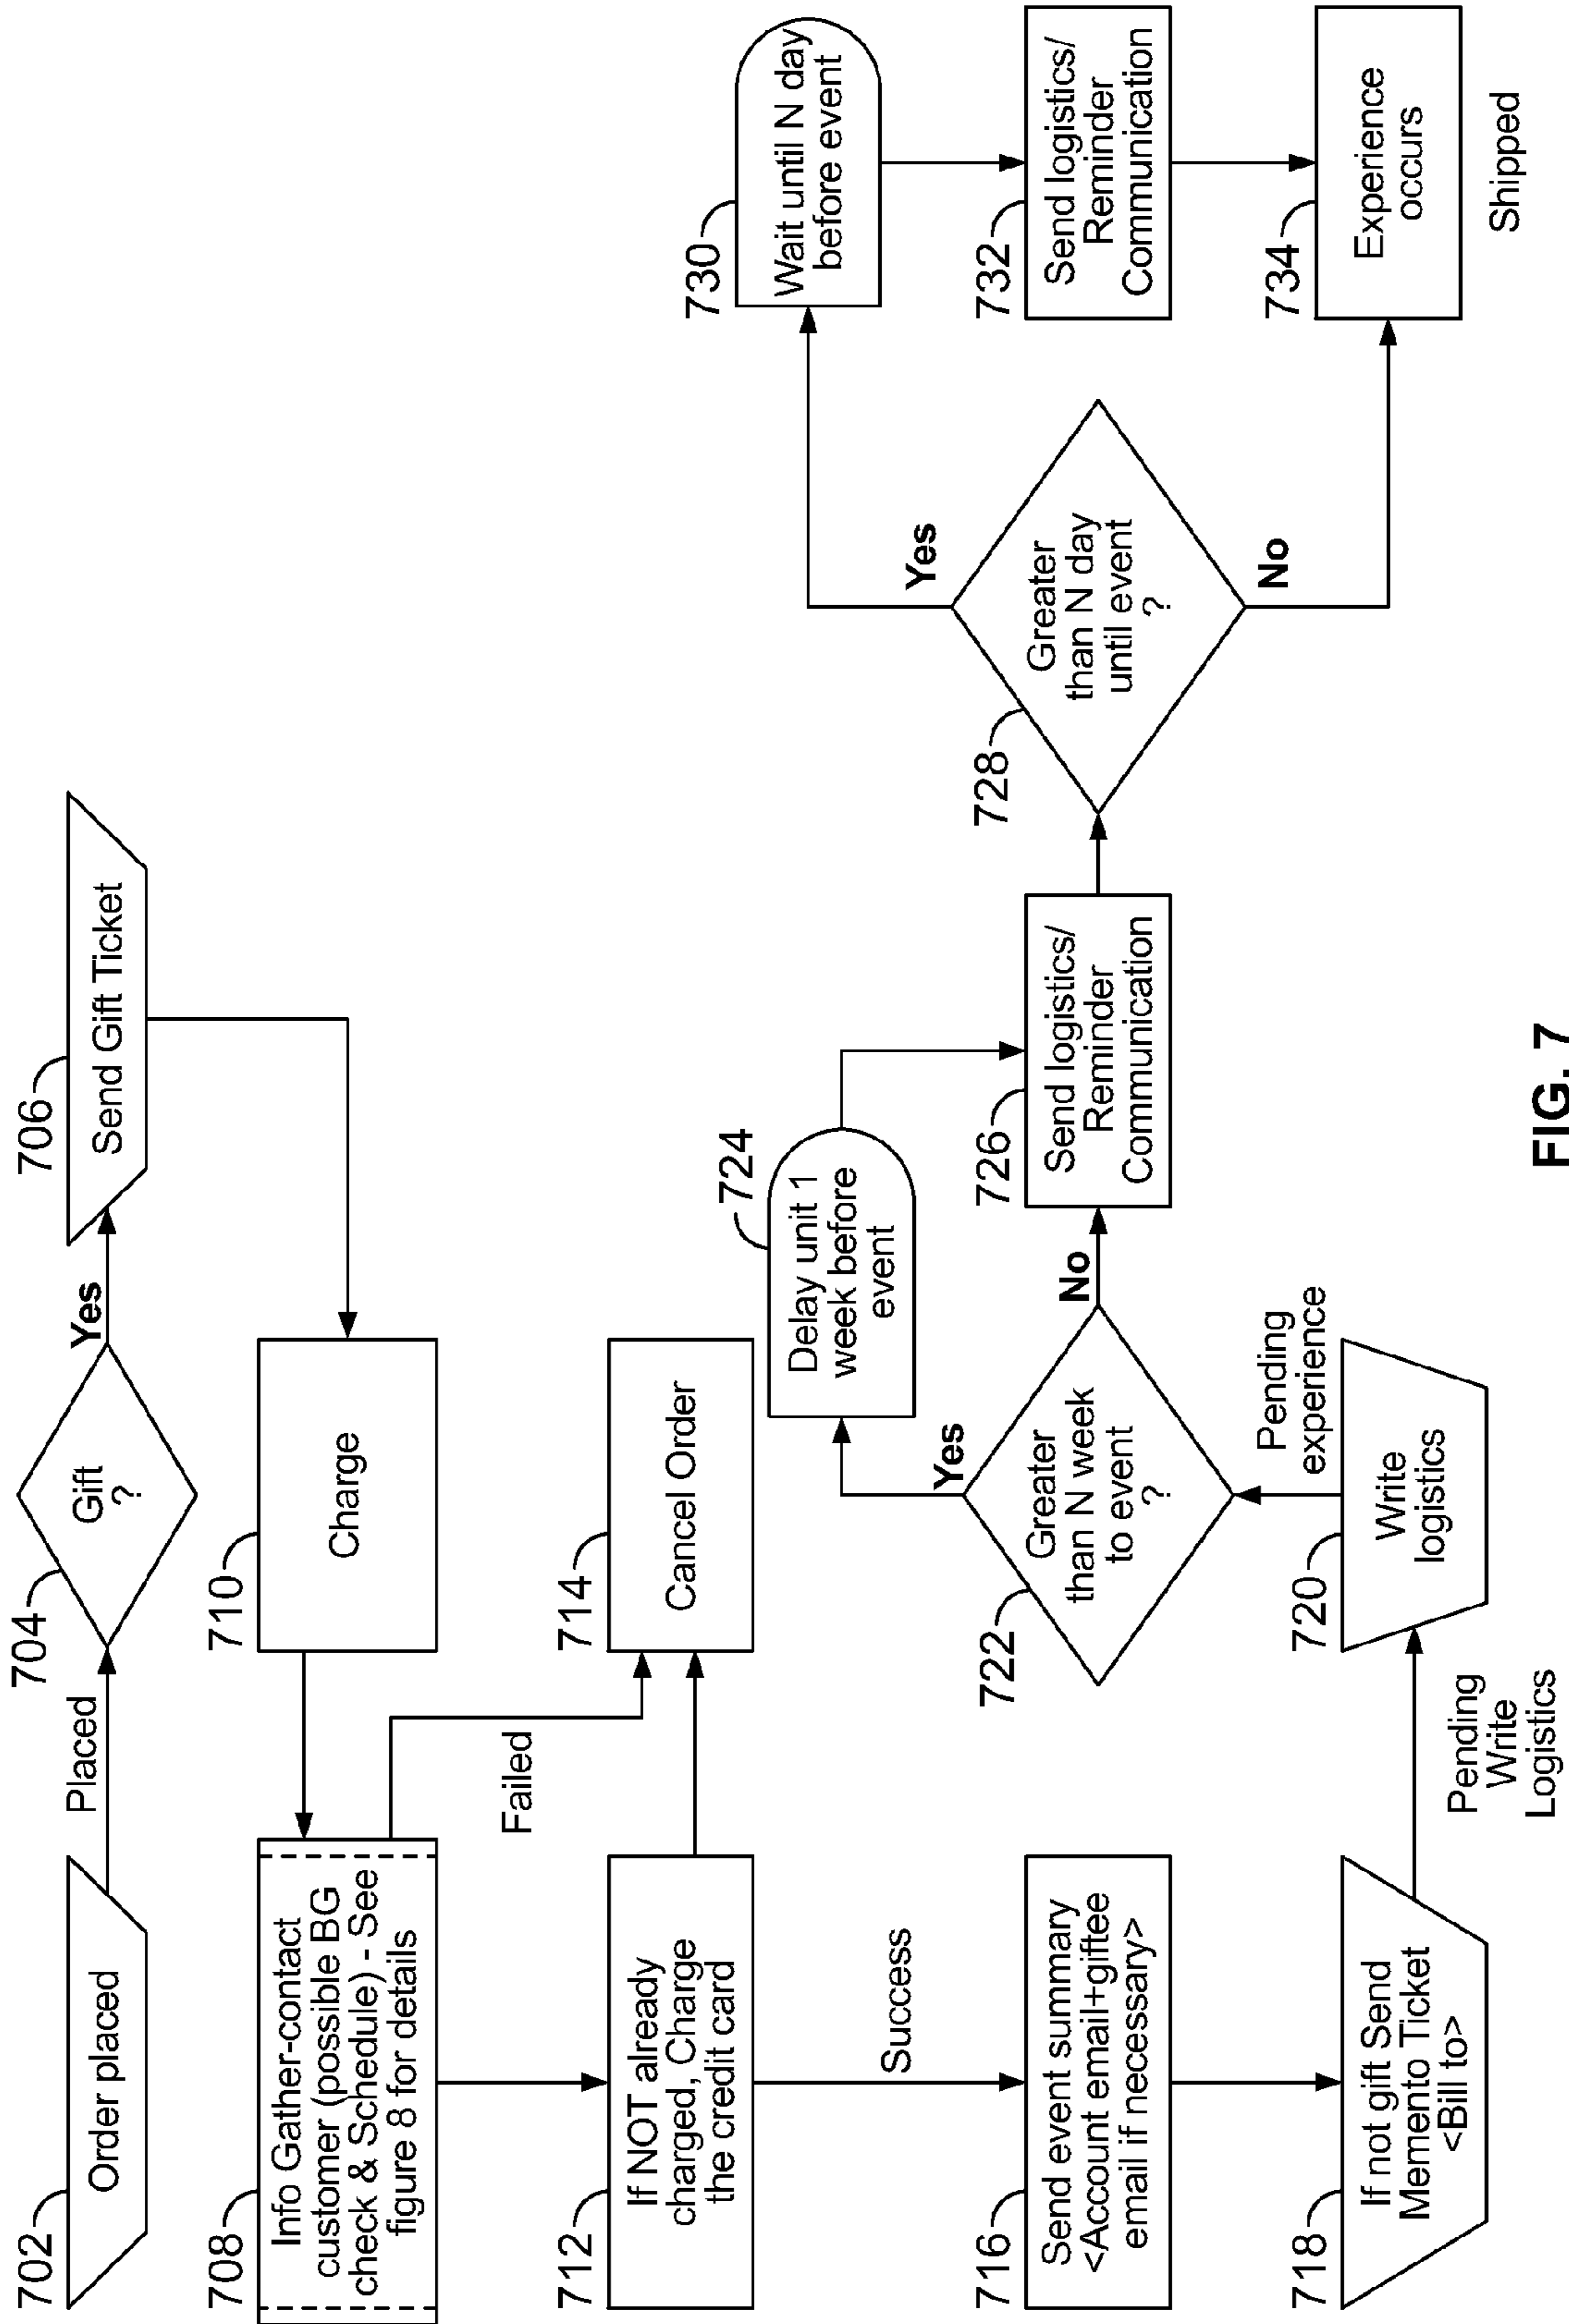 702
Order placed
Placed
704
Gift
?
Yes
706
Send Gift Ticket
708
Info Gather-contact
customer (possible BG
check & Schedule) - See
figure 8 for details
710
Charge
Failed
712
If NOT already
charged, Charge
the credit card
714
Cancel Order
Success
716
Send event summary
<Account email+giftee
email if necessary>
718
If not gift Send
Memento Ticket
<Bill to>
Pending
Write
Logistics
720
Write
logistics
Pending
experience
722
Greater
than N week
to event
?
Yes
No
724
Delay unit 1
week before
event
726
Send logistics/
Reminder
Communication
728
Greater
than N day
until event
?
Yes
No
730
Wait until N day
before event
732
Send logistics/
Reminder
Communication
734
Experience
occurs
Shipped
FIG. 7